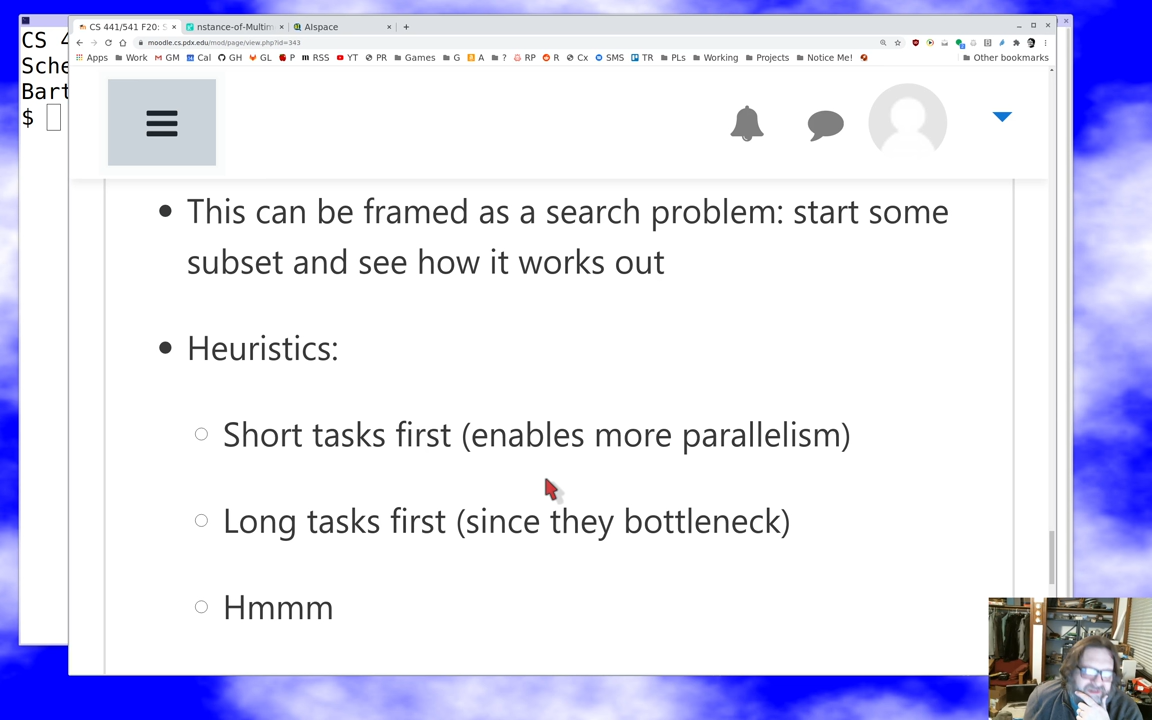 CS 441/541 F20: S
nstance-of-Multim
AIspace
moodle.cs.pdx.edu/mod/page/view.php?id=343
Apps Work GM Cal GH GL P RSS YT PR Games G A ? RP R Cx SMS TR PLs Working Projects Notice Me! Other bookmarks
CS 4
Sche
Bart
$
This can be framed as a search problem: start some
subset and see how it works out
Heuristics:
Short tasks first (enables more parallelism)
Long tasks first (since they bottleneck)
Hmmm